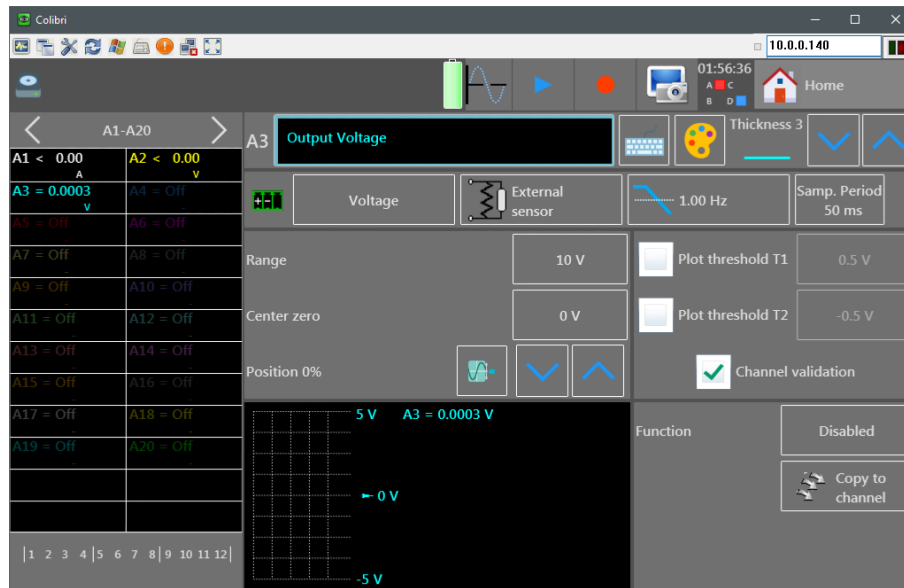 Colibri
10.0.0.140
01:56:36
A C
B D
Home
A1-A20
A3
Output Voltage
Thickness 3
A1 < 0.00
A
A2 < 0.00
V
A3 = 0.0003
V
A4 = Off
A5 = Off
A6 = Off
A7 = Off
A8 = Off
A9 = Off
A10 = Off
A11 = Off
A12 = Off
A13 = Off
A14 = Off
A15 = Off
A16 = Off
A17 = Off
A18 = Off
A19 = Off
A20 = Off
1 2 3 4 5 6 7 8 9 10 11 12
Voltage
External
sensor
1.00 Hz
Samp. Period
50 ms
Range
10 V
Center zero
0 V
Position 0%
Plot threshold T1
0.5 V
Plot threshold T2
-0.5 V
Channel validation
5 V
A3 = 0.0003 V
0 V
-5 V
Function
Disabled
Copy to
channel